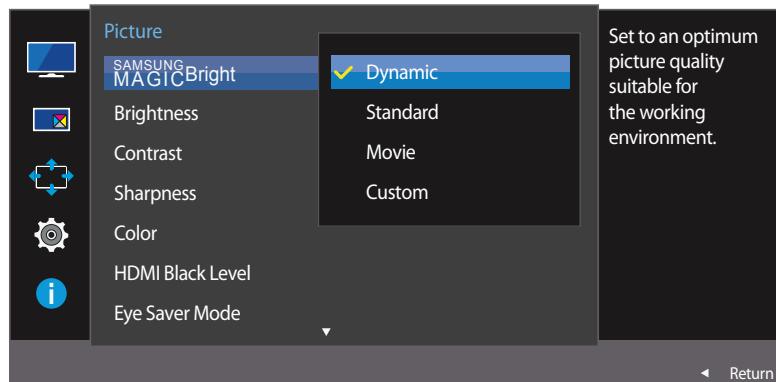 Picture
SAMSUNG
MAGICBright
Brightness
Contrast
Sharpness
Color
HDMI Black Level
Eye Saver Mode
Dynamic
Standard
Movie
Custom
Set to an optimum
picture quality
suitable for
the working
environment.
Return